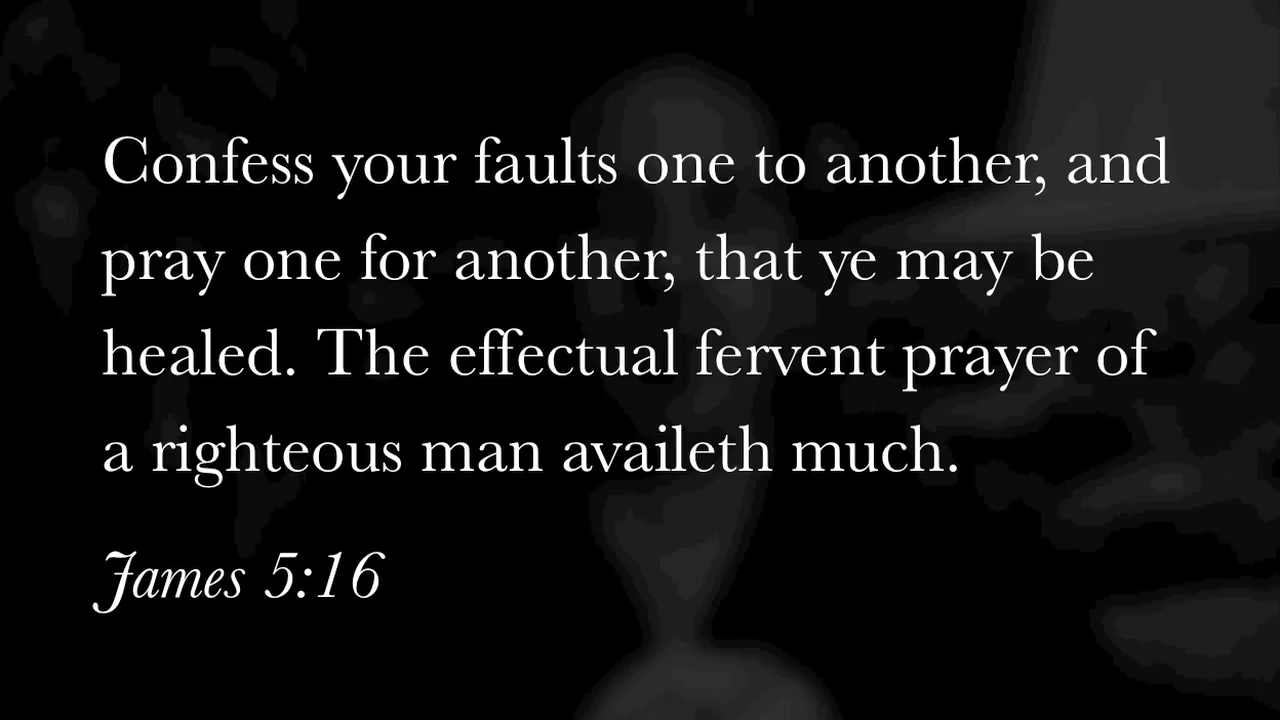 Confess your faults one to another, and
pray one for another, that ye may be
healed. The effectual fervent prayer of
a righteous man availeth much.
James 5:16